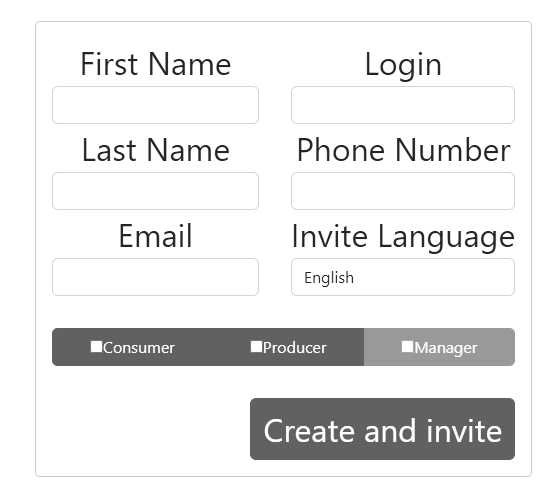 First Name
Login
Last Name
Phone Number
Email
Invite Language
English
Consumer
Producer
Manager
Create and invite